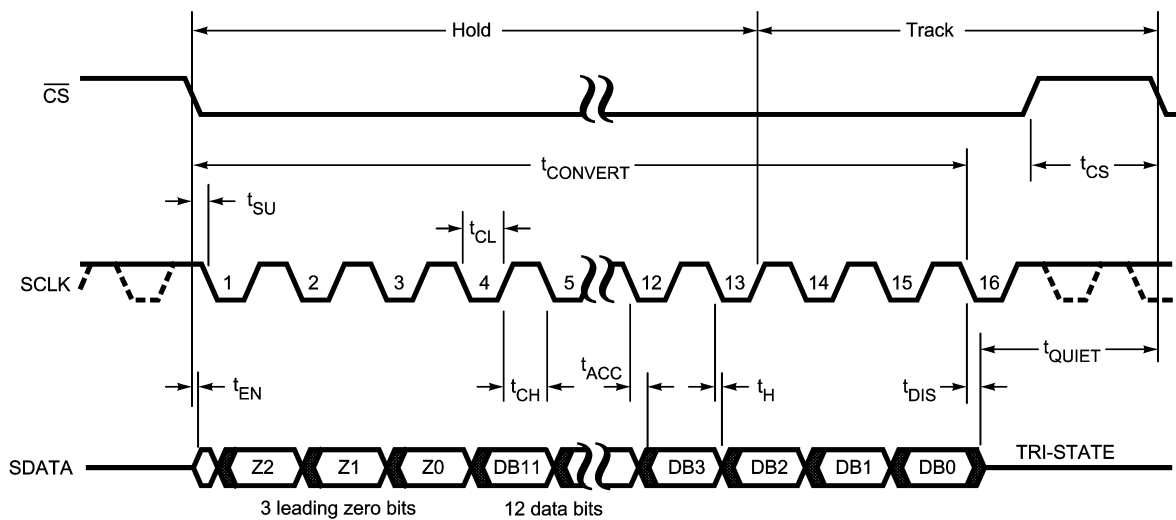 Hold Track
CS
tCONVERT
tCS
tSU
tCL
SCLK 1 2 3 4 5 12 13 14 15 16
tQUIET
tEN tCH tACC tH tDIS
SDATA Z2 Z1 Z0 DB11 DB3 DB2 DB1 DB0 TRI-STATE
3 leading zero bits 12 data bits